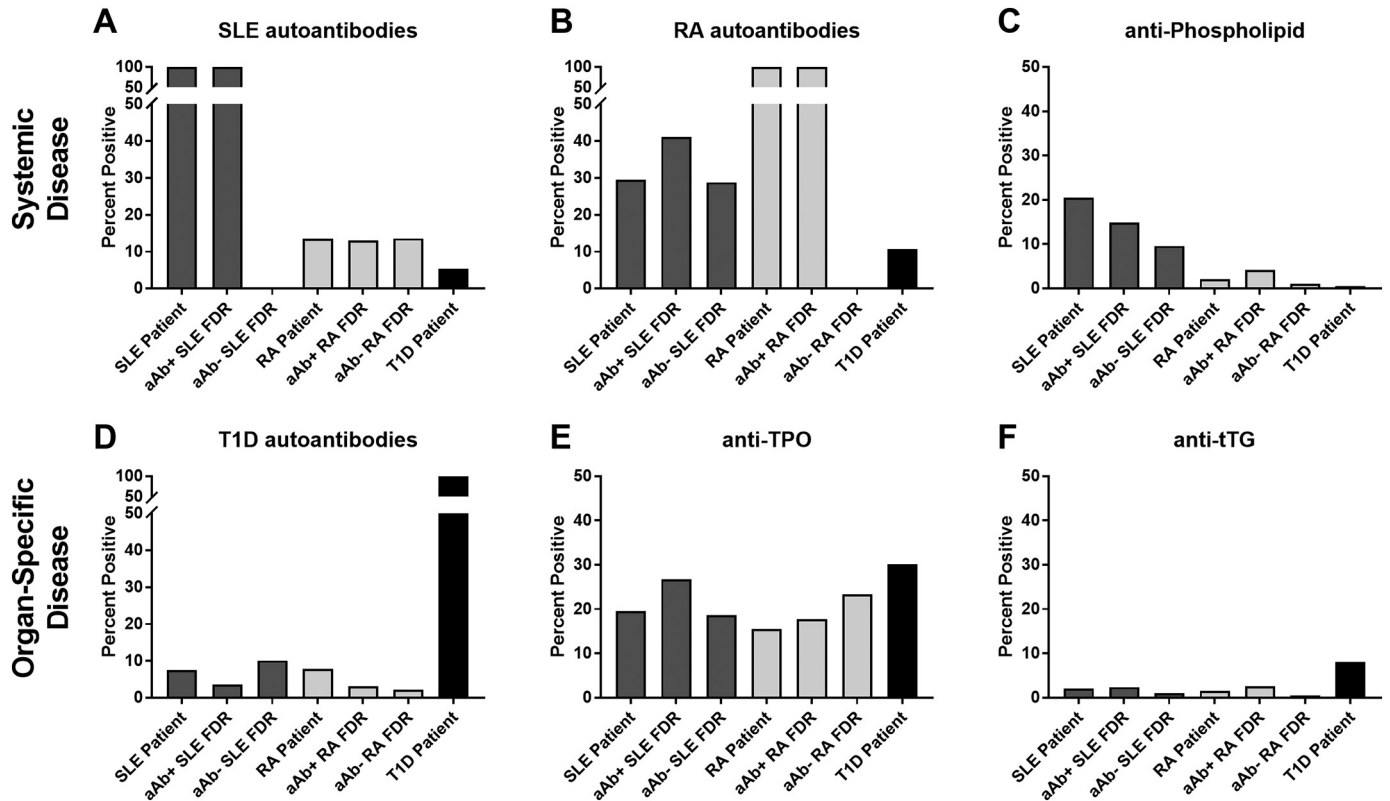 Systemic
Disease
A
SLE autoantibodies
Percent Positive
100
50
50
40
30
20
10
0
SLE Patient
aAb+ SLE FDR
aAb- SLE FDR
RA Patient
aAb+ RA FDR
aAb- RA FDR
T1D Patient
B
RA autoantibodies
Percent Positive
100
50
50
40
30
20
10
0
SLE Patient
aAb+ SLE FDR
aAb- SLE FDR
RA Patient
aAb+ RA FDR
aAb- RA FDR
T1D Patient
C
anti-Phospholipid
Percent Positive
50
40
30
20
10
0
SLE Patient
aAb+ SLE FDR
aAb- SLE FDR
RA Patient
aAb+ RA FDR
aAb- RA FDR
T1D Patient
Organ-Specific
Disease
D
T1D autoantibodies
Percent Positive
100
50
50
40
30
20
10
0
SLE Patient
aAb+ SLE FDR
aAb- SLE FDR
RA Patient
aAb+ RA FDR
aAb- RA FDR
T1D Patient
E
anti-TPO
Percent Positive
50
40
30
20
10
0
SLE Patient
aAb+ SLE FDR
aAb- SLE FDR
RA Patient
aAb+ RA FDR
aAb- RA FDR
T1D Patient
F
anti-tTG
Percent Positive
50
40
30
20
10
0
SLE Patient
aAb+ SLE FDR
aAb- SLE FDR
RA Patient
aAb+ RA FDR
aAb- RA FDR
T1D Patient